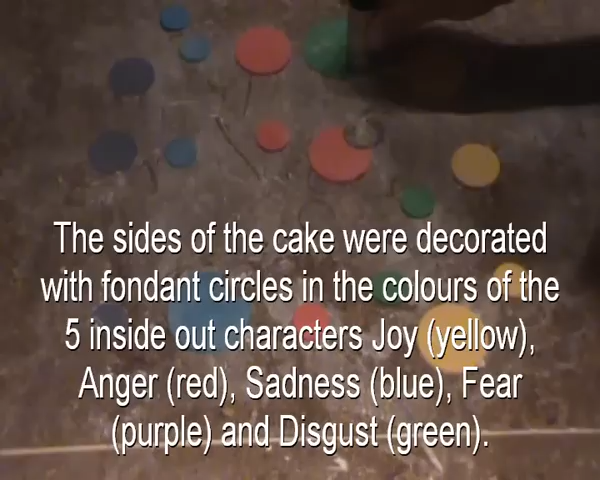 The sides of the cake were decorated
with fondant circles in the colours of the
5 inside out characters Joy (yellow),
Anger (red), Sadness (blue), Fear
(purple) and Disgust (green).